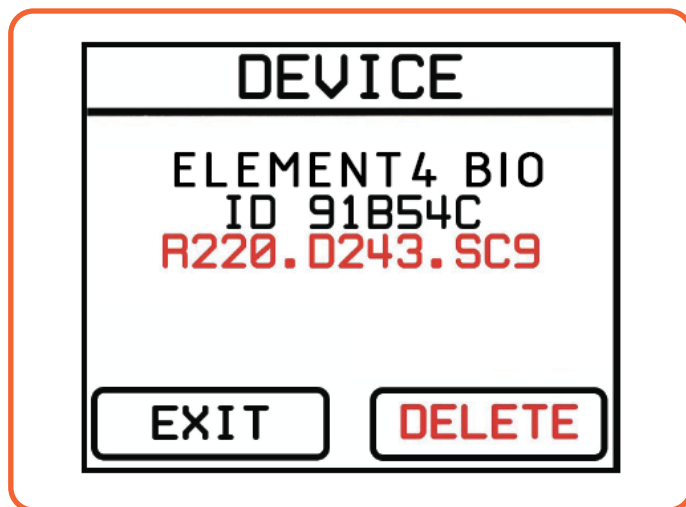 DEVICE
ELEMENT4 BIO
ID 91B54C
R220.D243.SC9
EXIT
DELETE